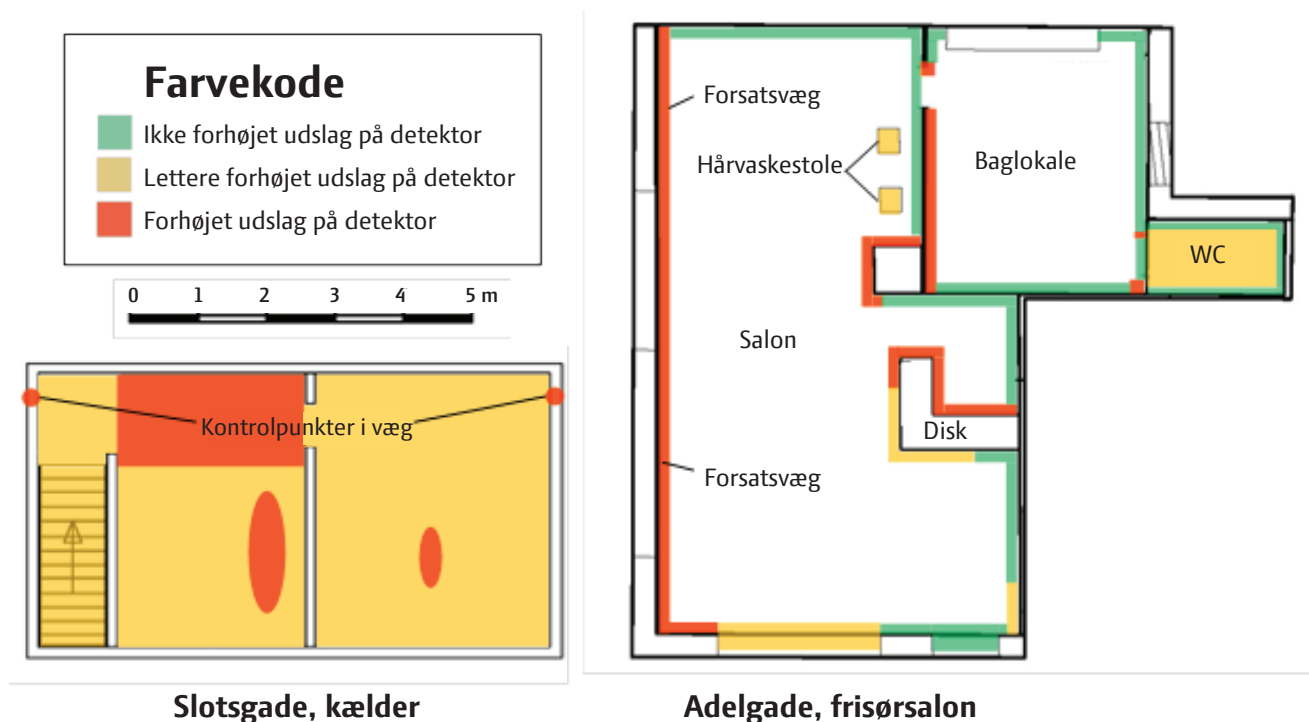 Farvekode
Ikke forhøjet udslag på detektor
Lettere forhøjet udslag på detektor
Forhøjet udslag på detektor
0 1 2 3 4 5 m
Kontrolpunkter i væg
Slotsgade, kælder
Forsatsvæg
Hårvaskestole
Baglokale
WC
Salon
Disk
Forsatsvæg
Adelgade, frisørsalon